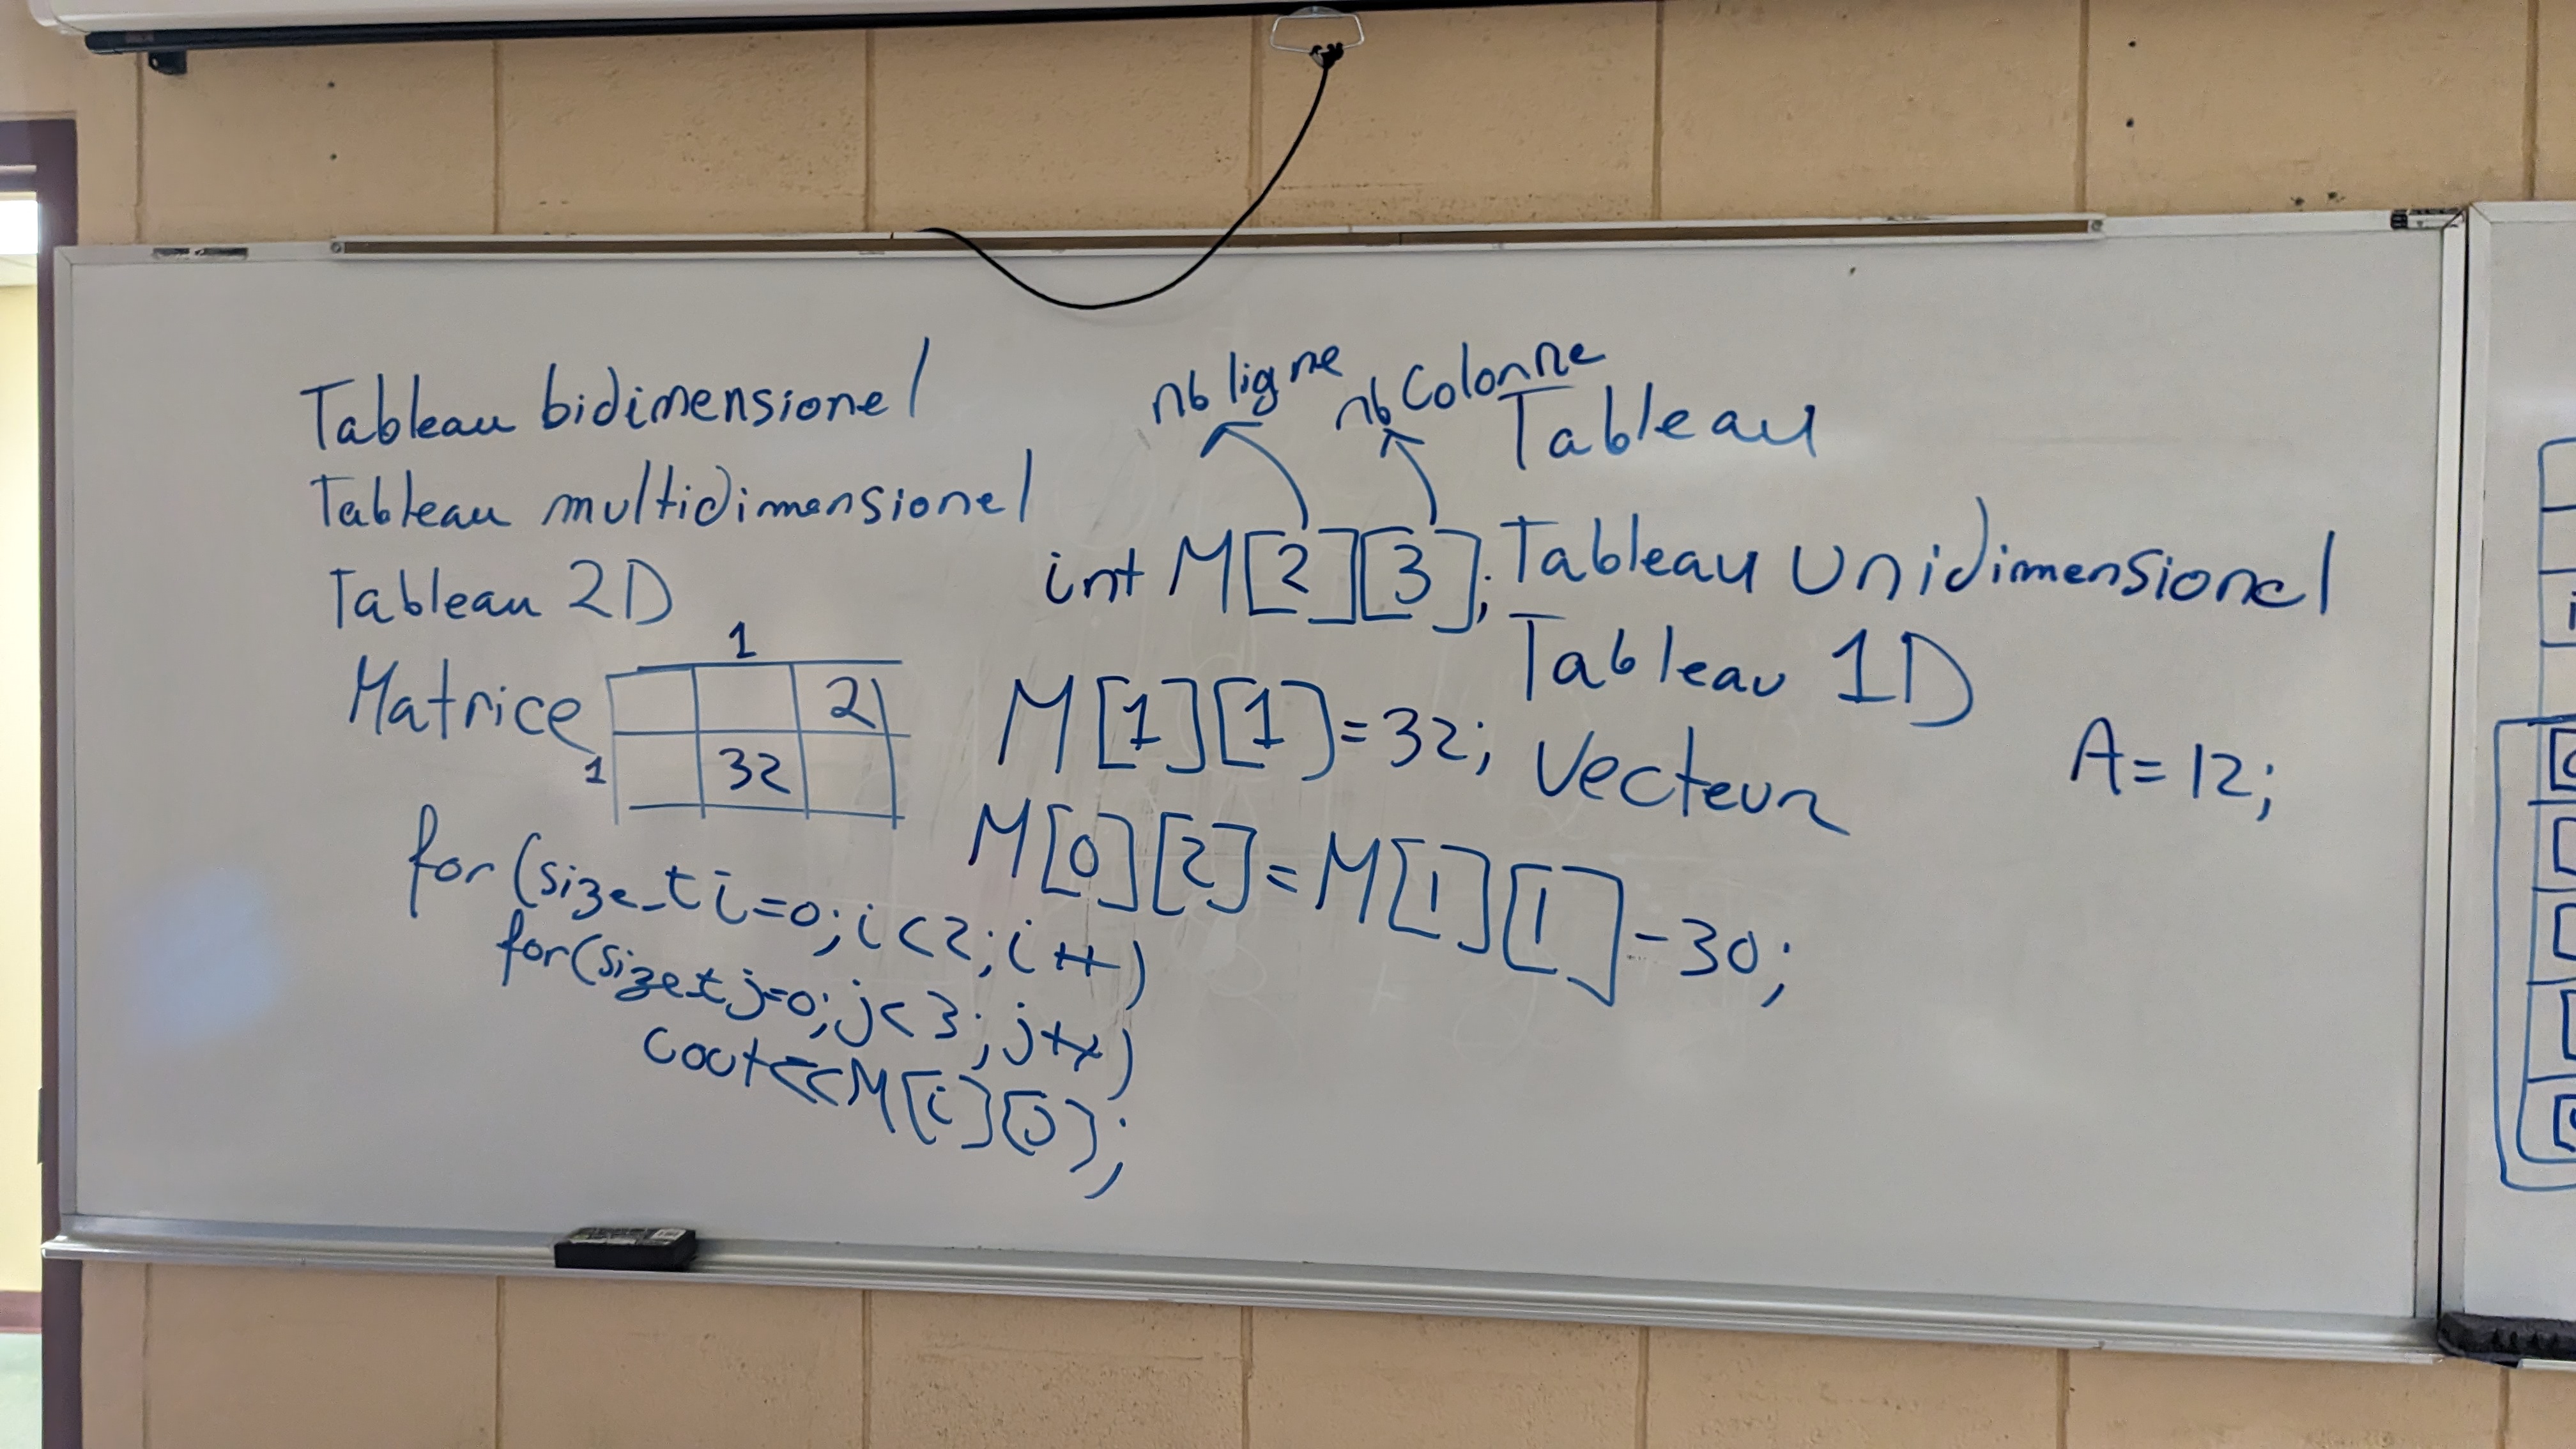 Tableau bidimensionel
Tableau multidimensionel
Tableau 2D
Matrice
1
2
1
32
for(size_t i=0;i<2;i++)
for(size_t j=0;j<3;j++)
cout<<M[i][j];
nb ligne
nb Colonne
int M[2][3];
M[1][1]=32;
M[0][2]=M[1][1]-30;
Tableau
Tableau Unidimensionel
Tableau 1D
Vecteur
A=12;